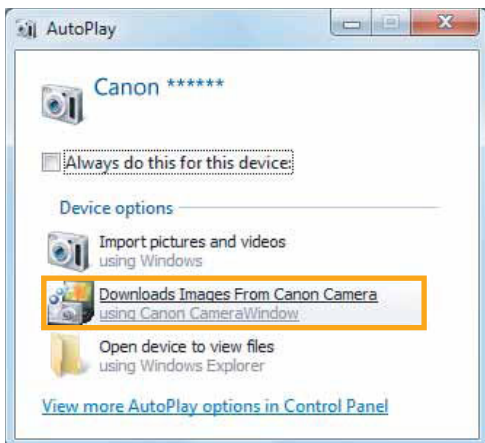 AutoPlay
Canon ******
Always do this for this device:
Device options
Import pictures and videos
using Windows
Downloads Images From Canon Camera
using Canon CameraWindow
Open device to view files
using Windows Explorer
View more AutoPlay options in Control Panel